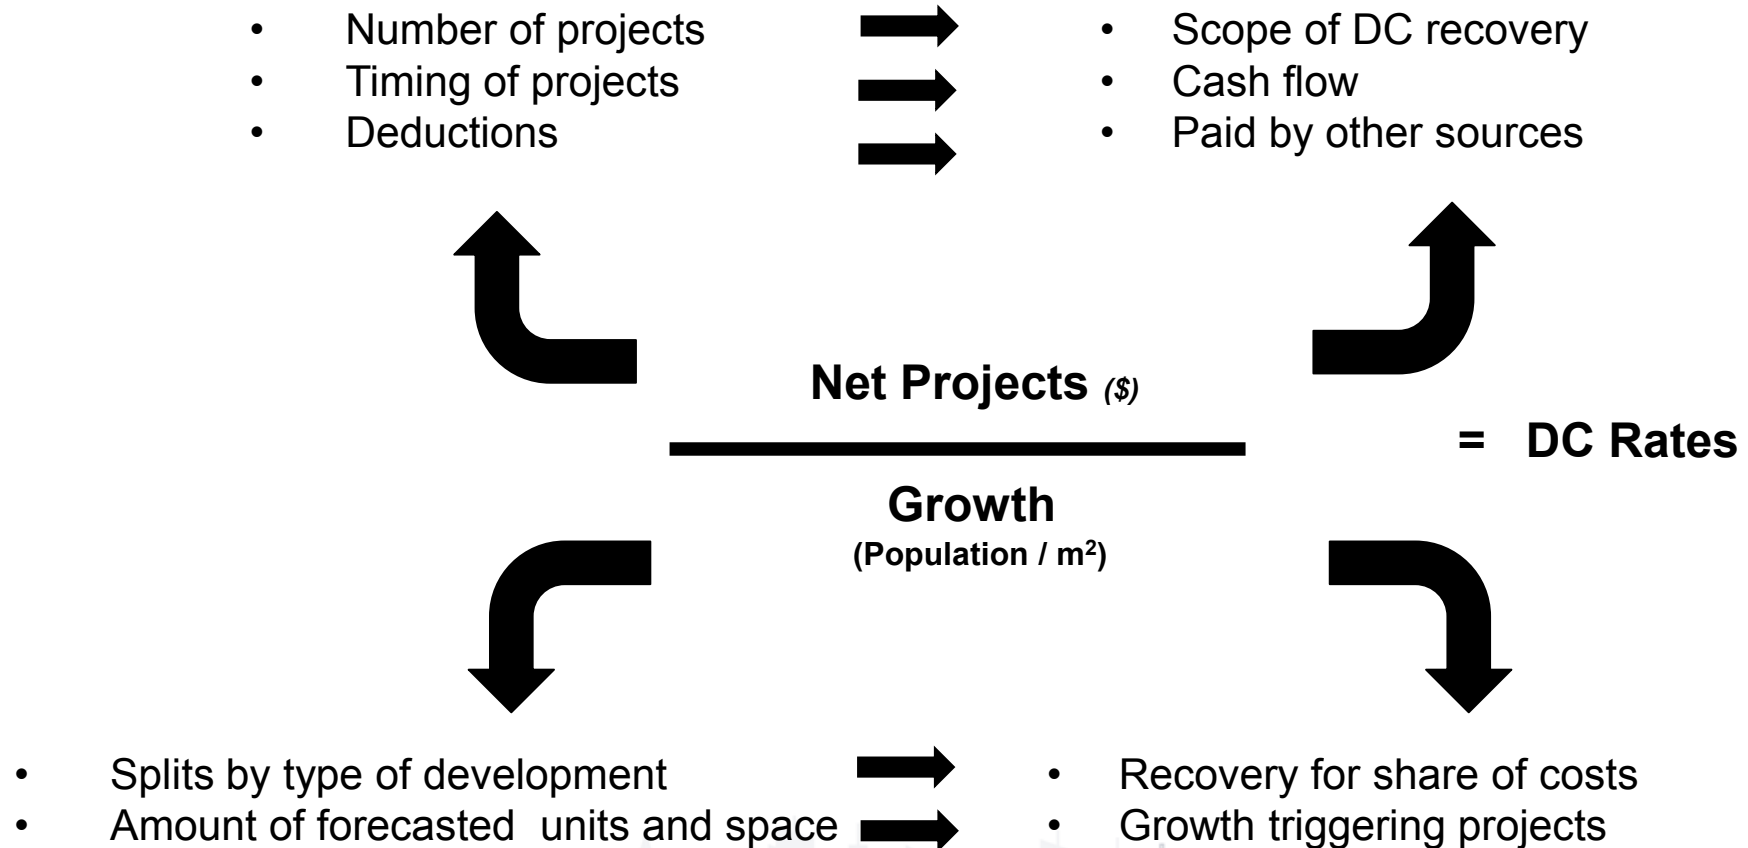 • Number of projects
• Timing of projects
• Deductions
• Scope of DC recovery
• Cash flow
• Paid by other sources
Net Projects ($)
= DC Rates
Growth
(Population / m²)
• Splits by type of development
• Amount of forecasted  units and space
• Recovery for share of costs
• Growth triggering projects